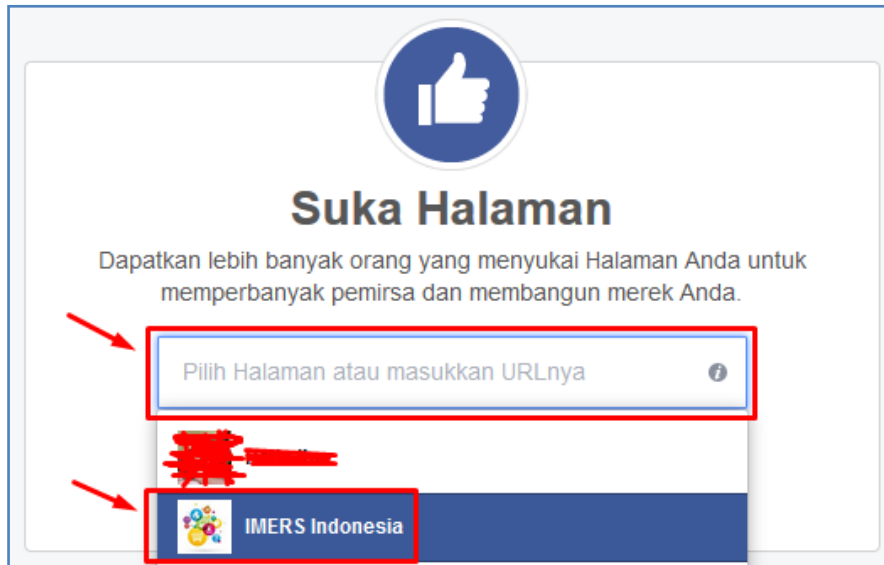 Suka Halaman
Dapatkan lebih banyak orang yang menyukai Halaman Anda untuk
memperbanyak pemirsa dan membangun merek Anda.
Pilih Halaman atau masukkan URLnya
IMERS Indonesia